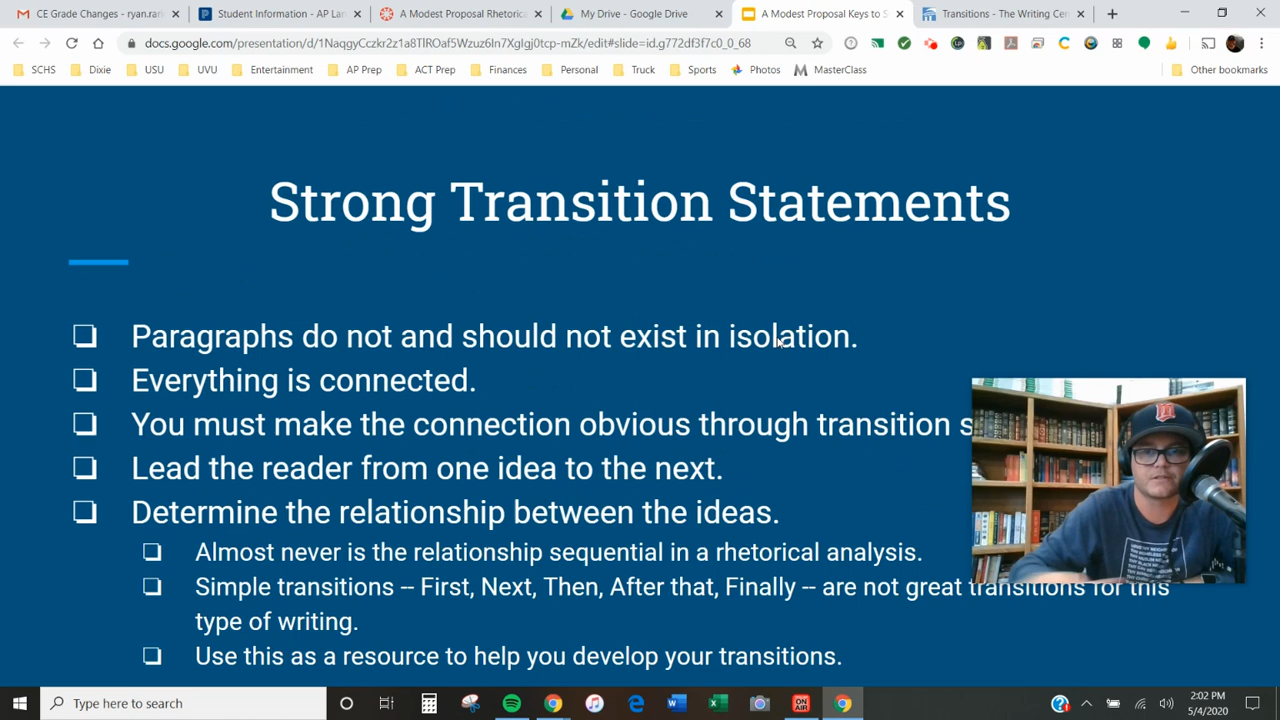 CE Grade Changes - ryan.rank
Student Information - AP Lan
A Modest Proposal Rhetorica
My Drive - Google Drive
A Modest Proposal Keys to S
Transitions - The Writing Cen
docs.google.com/presentation/d/1NaqgyCczkr2z1a8TlROaf5Wzuz6In7XgIgj0tcp-mZk/edit#slide=id.g772df3f7c0_0_68
SCHS
Dixie
USU
UVU
Entertainment
AP Prep
ACT Prep
Finances
Personal
Truck
Sports
Photos
MasterClass
Other bookmarks
Strong Transition Statements
❏ Paragraphs do not and should not exist in isolation.
❏ Everything is connected.
❏ You must make the connection obvious through transition s
❏ Lead the reader from one idea to the next.
❏ Determine the relationship between the ideas.
❏ Almost never is the relationship sequential in a rhetorical analysis.
❏ Simple transitions -- First, Next, Then, After that, Finally -- are not great transitions for this
type of writing.
❏ Use this as a resource to help you develop your transitions.
Type here to search
ON
AIR
2:02 PM
5/4/2020